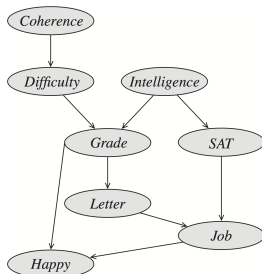 Coherence
Difficulty
Intelligence
Grade
SAT
Letter
Job
Happy